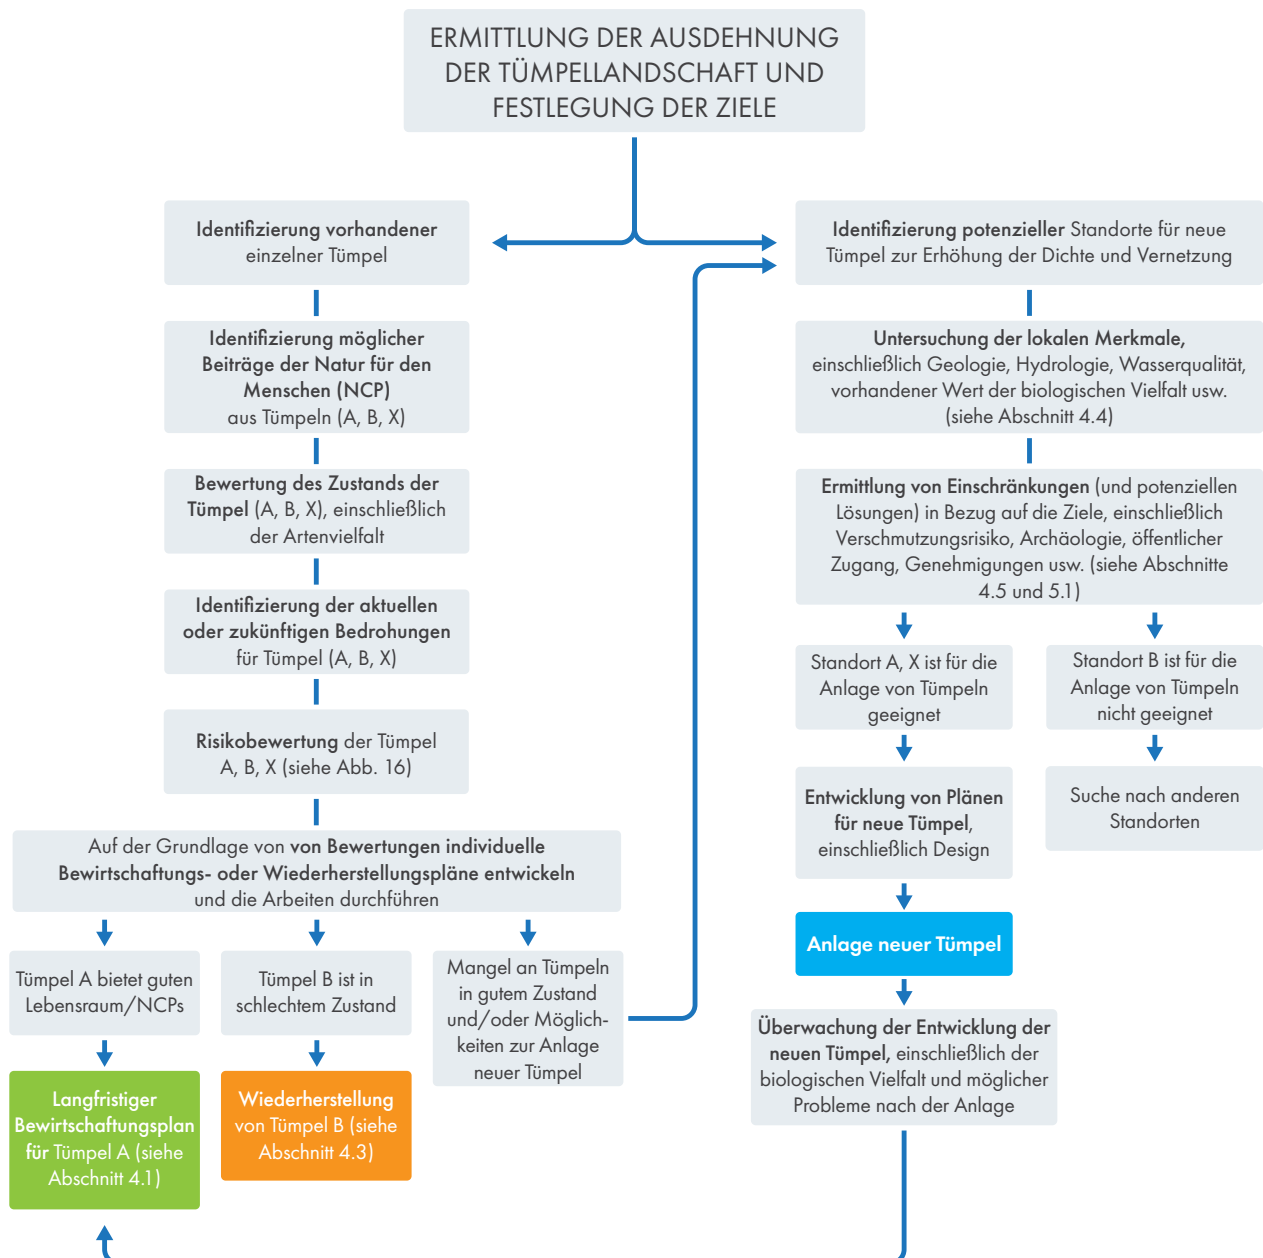 ERMITTLUNG DER AUSDEHNUNG
DER TÜMPELLANDSCHAFT UND
FESTLEGUNG DER ZIELE
Identifizierung vorhandener
einzelner Tümpel
Identifizierung möglicher
Beiträge der Natur für den
Menschen (NCP)
aus Tümpeln (A, B, X)
Bewertung des Zustands der
Tümpel (A, B, X), einschließlich
der Artenvielfalt
Identifizierung der aktuellen
oder zukünftigen Bedrohungen
für Tümpel (A, B, X)
Risikobewertung der Tümpel
A, B, X (siehe Abb. 16)
Auf der Grundlage von von Bewertungen individuelle
Bewirtschaftungs- oder Wiederherstellungspläne entwickeln
und die Arbeiten durchführen
Tümpel A bietet guten
Lebensraum/NCPs
Langfristiger
Bewirtschaftungsplan
für Tümpel A (siehe
Abschnitt 4.1)
Tümpel B ist in
schlechtem Zustand
Wiederherstellung
von Tümpel B (siehe
Abschnitt 4.3)
Mangel an Tümpeln
in gutem Zustand
und/oder Möglich-
keiten zur Anlage
neuer Tümpel
Identifizierung potenzieller Standorte für neue
Tümpel zur Erhöhung der Dichte und Vernetzung
Untersuchung der lokalen Merkmale,
einschließlich Geologie, Hydrologie, Wasserqualität,
vorhandener Wert der biologischen Vielfalt usw.
(siehe Abschnitt 4.4)
Ermittlung von Einschränkungen (und potenziellen
Lösungen) in Bezug auf die Ziele, einschließlich
Verschmutzungsrisiko, Archäologie, öffentlicher
Zugang, Genehmigungen usw. (siehe Abschnitte
4.5 und 5.1)
Standort A, X ist für die
Anlage von Tümpeln
geeignet
Entwicklung von Plänen
für neue Tümpel,
einschließlich Design
Anlage neuer Tümpel
Überwachung der Entwicklung der
neuen Tümpel, einschließlich der
biologischen Vielfalt und möglicher
Probleme nach der Anlage
Standort B ist für die
Anlage von Tümpeln
nicht geeignet
Suche nach anderen
Standorten